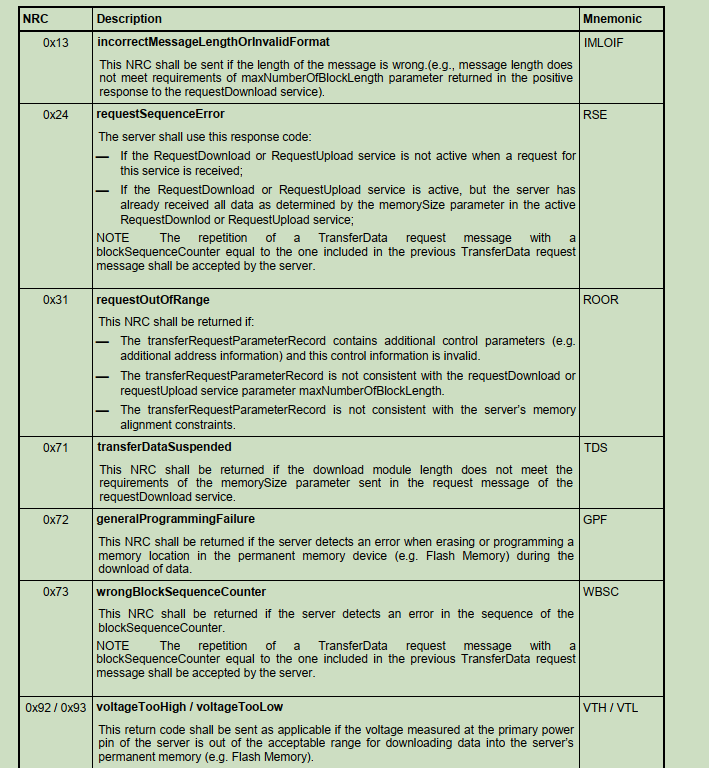 NRC Description Mnemonic
0x13 incorrectMessageLengthOrInvalidFormat IMLOIF
This NRC shall be sent if the length of the message is wrong.(e.g., message length does
not meet requirements of maxNumberOfBlockLength parameter returned in the positive
response to the requestDownload service).
0x24 requestSequenceError RSE
The server shall use this response code:
— If the RequestDownload or RequestUpload service is not active when a request for
this service is received;
— If the RequestDownload or RequestUpload service is active, but the server has
already received all data as determined by the memorySize parameter in the active
RequestDownlod or RequestUpload service;
NOTE The repetition of a TransferData request message with a
blockSequenceCounter equal to the one included in the previous TransferData request
message shall be accepted by the server.
0x31 requestOutOfRange ROOR
This NRC shall be returned if:
— The transferRequestParameterRecord contains additional control parameters (e.g.
additional address information) and this control information is invalid.
— The transferRequestParameterRecord is not consistent with the requestDownload or
requestUpload service parameter maxNumberOfBlockLength.
— The transferRequestParameterRecord is not consistent with the server's memory
alignment constraints.
0x71 transferDataSuspended TDS
This NRC shall be returned if the download module length does not meet the
requirements of the memorySize parameter sent in the request message of the
requestDownload service.
0x72 generalProgrammingFailure GPF
This NRC shall be returned if the server detects an error when erasing or programming a
memory location in the permanent memory device (e.g. Flash Memory) during the
download of data.
0x73 wrongBlockSequenceCounter WBSC
This NRC shall be returned if the server detects an error in the sequence of the
blockSequenceCounter.
NOTE The repetition of a TransferData request message with a
blockSequenceCounter equal to the one included in the previous TransferData request
message shall be accepted by the server.
0x92 / 0x93 voltageTooHigh / voltageTooLow VTH / VTL
This return code shall be sent as applicable if the voltage measured at the primary power
pin of the server is out of the acceptable range for downloading data into the server's
permanent memory (e.g. Flash Memory).